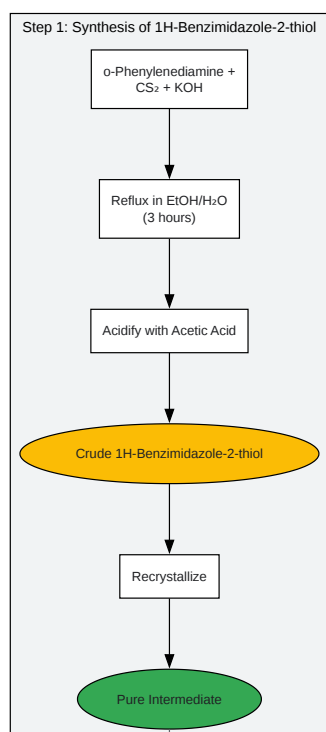 Step 1: Synthesis of 1H-Benzimidazole-2-thiol
o-Phenylenediamine +
CS₂ + KOH
Reflux in EtOH/H₂O
(3 hours)
Acidify with Acetic Acid
Crude 1H-Benzimidazole-2-thiol
Recrystallize
Pure Intermediate